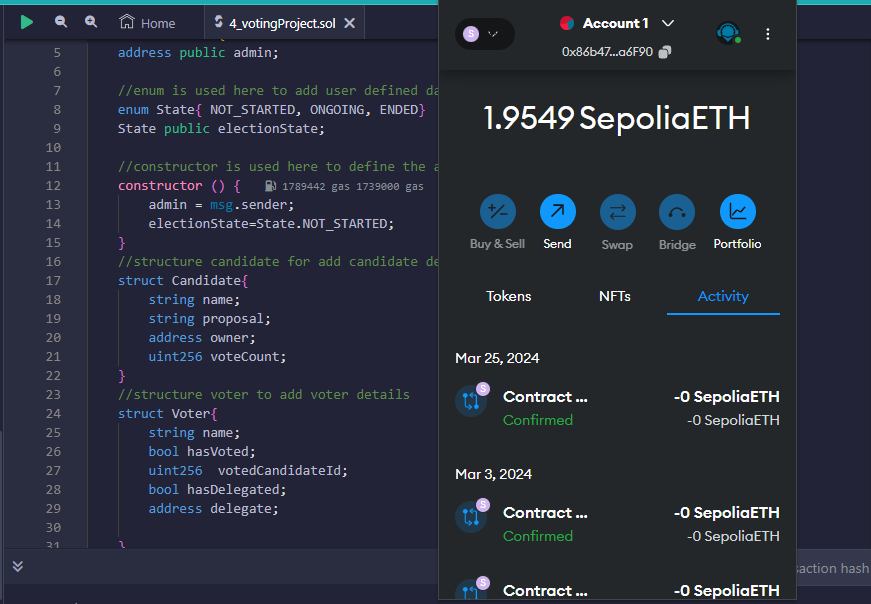 Home
4_votingProject.sol
5 address public admin;
6
7 //enum is used here to add user defined da
8 enum State{ NOT_STARTED, ONGOING, ENDED}
9 State public electionState;
10
11 //constructor is used here to define the a
12 constructor () { 1789442 gas 1739000 gas
13 admin = msg.sender;
14 electionState=State.NOT_STARTED;
15 }
16 //structure candidate for add candidate de
17 struct Candidate{
18 string name;
19 string proposal;
20 address owner;
21 uint256 voteCount;
22 }
23 //structure voter to add voter details
24 struct Voter{
25 string name;
26 bool hasVoted;
27 uint256 votedCandidateId;
28 bool hasDelegated;
29 address delegate;
30
31 }
S
Account 1
0x86b47...a6F90
1.9549 SepoliaETH
Buy & Sell
Send
Swap
Bridge
Portfolio
Tokens
NFTs
Activity
Mar 25, 2024
S
Contract ...
-0 SepoliaETH
Confirmed
-0 SepoliaETH
Mar 3, 2024
S
Contract ...
-0 SepoliaETH
Confirmed
-0 SepoliaETH
S
Contract ...
-0 SepoliaETH
saction hash